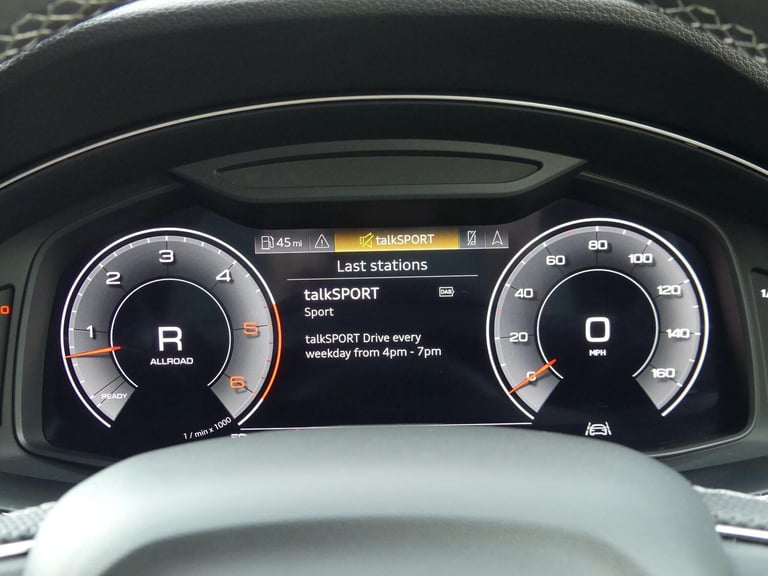 45 mi
talkSPORT
Last stations
talkSPORT
DAB
Sport
talkSPORT Drive every
weekday from 4pm - 7pm
READY
1
2
3
4
5
6
R
ALLROAD
1 / min x 1000
0
20
40
60
80
100
120
140
160
0
MPH